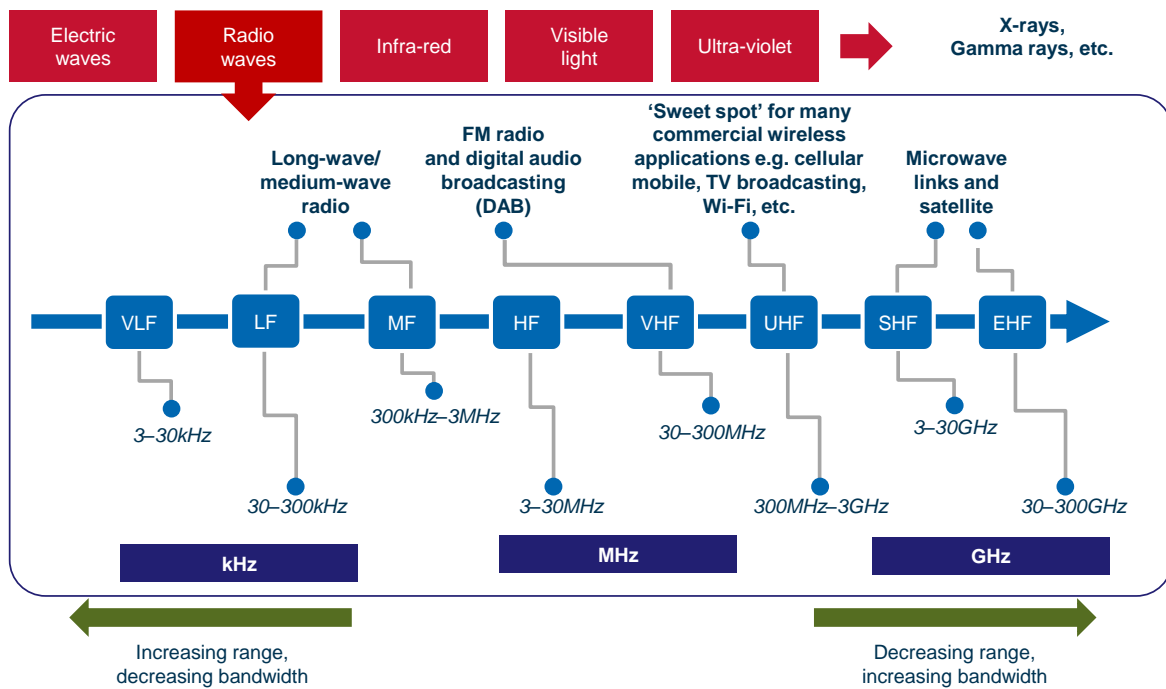 Electric
waves
Radio
waves
Infra-red
Visible
light
Ultra-violet
X-rays,
Gamma rays, etc.
Long-wave/
medium-wave
radio
FM radio
and digital audio
broadcasting
(DAB)
‘Sweet spot’ for many
commercial wireless
applications e.g. cellular
mobile, TV broadcasting,
Wi-Fi, etc.
Microwave
links and
satellite
VLF
LF
MF
HF
VHF
UHF
SHF
EHF
3–30kHz
30–300kHz
300kHz–3MHz
3–30MHz
30–300MHz
300MHz–3GHz
3–30GHz
30–300GHz
kHz
MHz
GHz
Increasing range,
decreasing bandwidth
Decreasing range,
increasing bandwidth